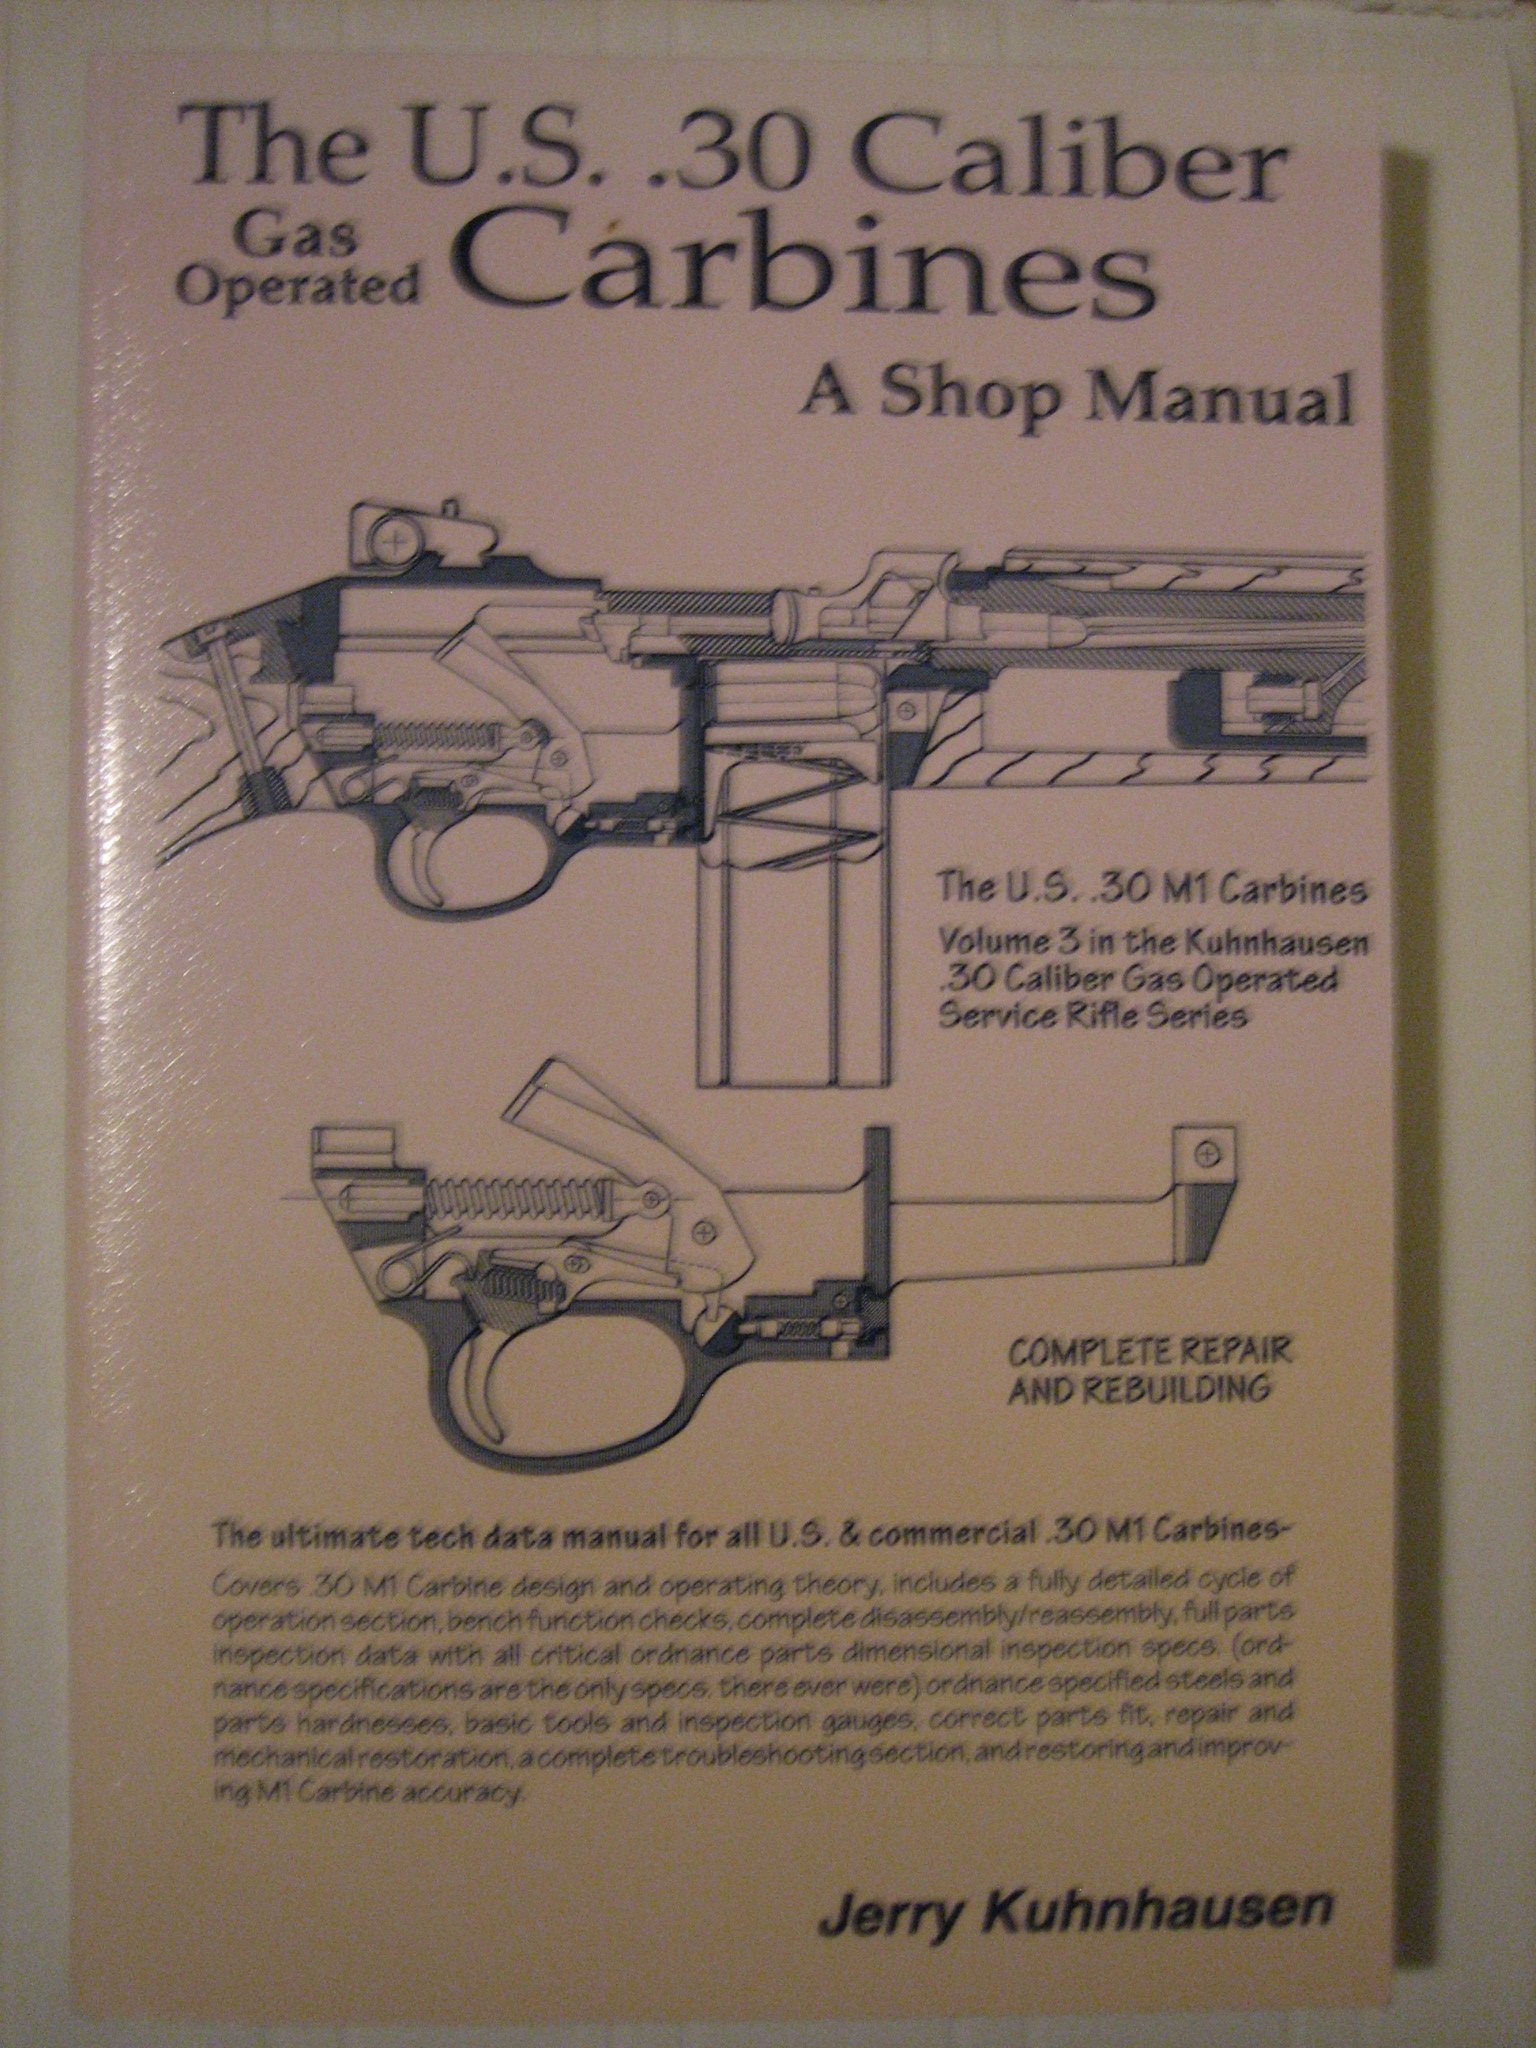 The U.S. .30 Caliber
Gas
Operated
Carbines
A Shop Manual
The U.S. .30 M1 Carbines
Volume 3 in the Kuhnhausen
.30 Caliber Gas Operated
Service Rifle Series
COMPLETE REPAIR
AND REBUILDING
The ultimate tech data manual for all U.S. & commercial .30 M1 Carbines-
Covers .30 M1 Carbine design and operating theory, includes a fully detailed cycle of
operation section, bench function checks, complete disassembly/reassembly, full parts
inspection data with all critical ordnance parts dimensional inspection specs. (ord-
nance specifications are the only specs. there ever were) ordnance specified steels and
parts hardnesses, basic tools and inspection gauges, correct parts fit, repair and
mechanical restoration, a complete troubleshooting section, and restoring and improv-
ing M1 Carbine accuracy.
Jerry Kuhnhausen